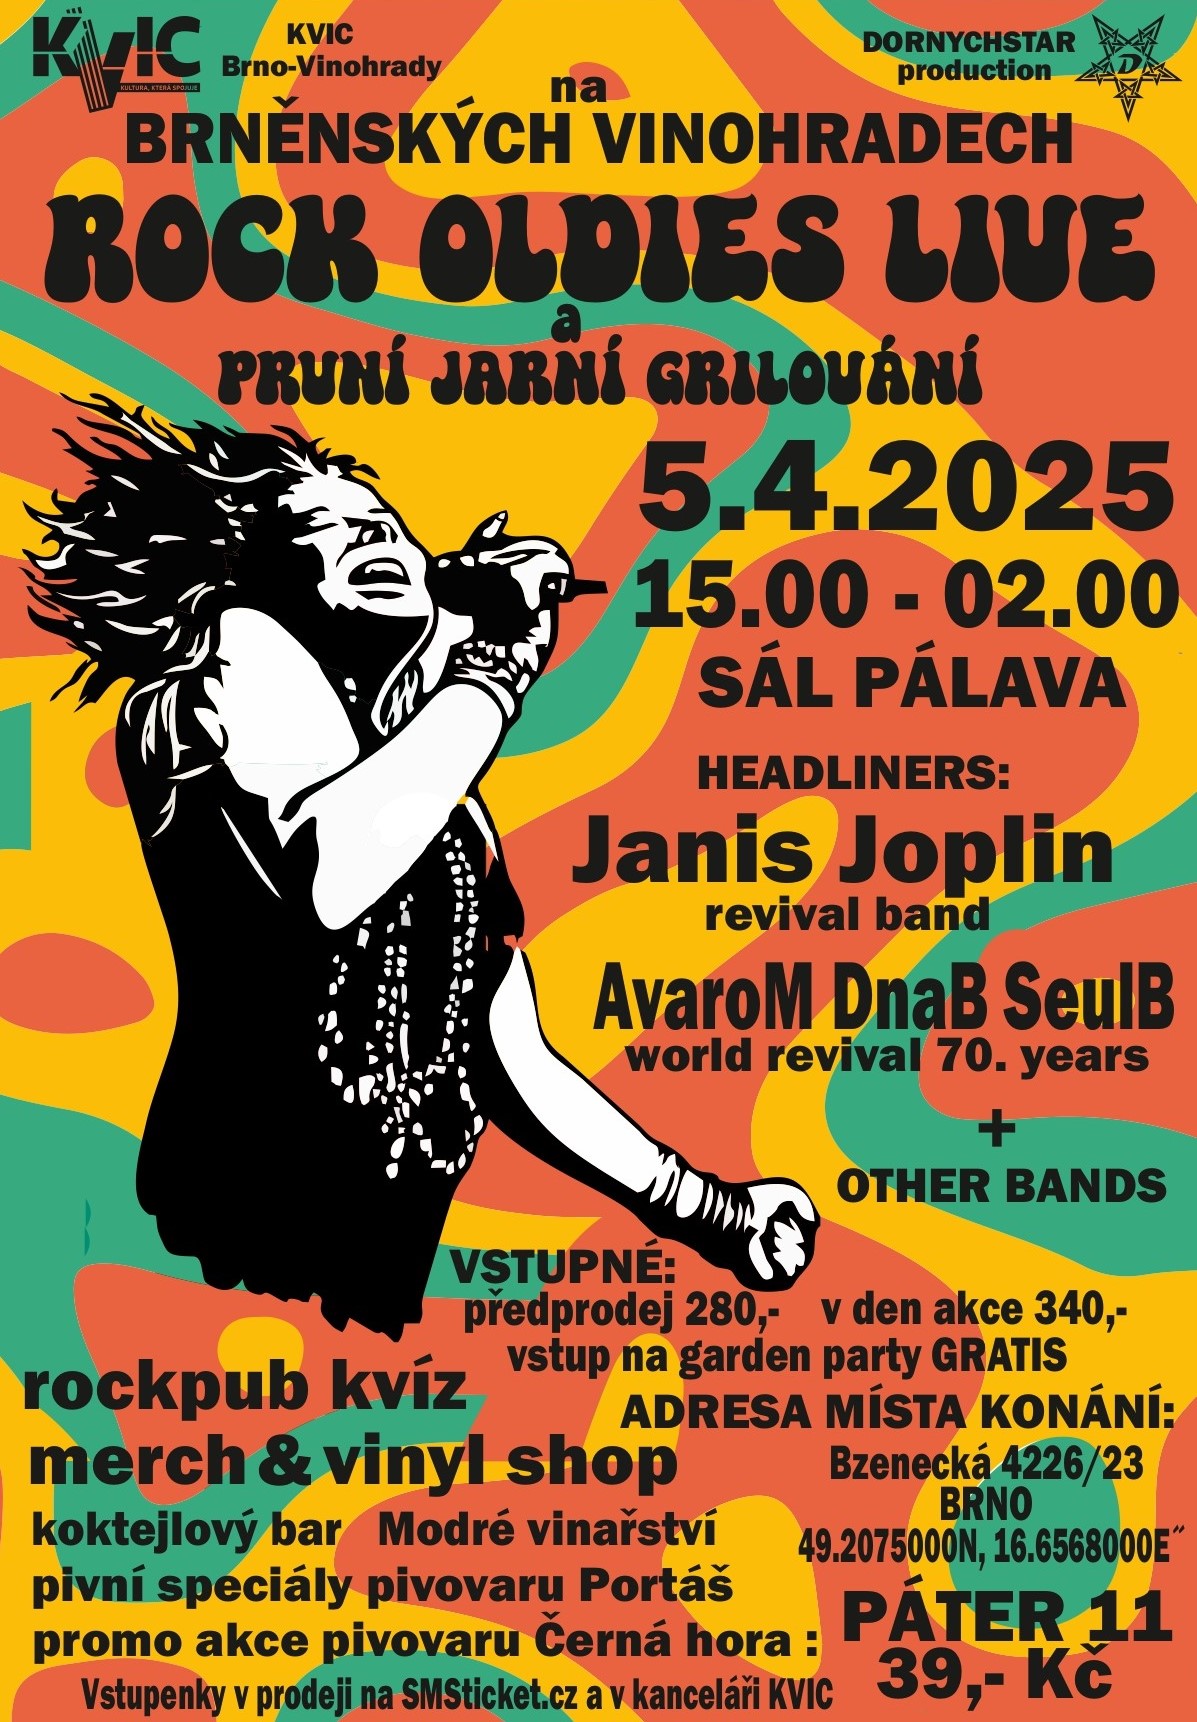 KVIC
KULTURA, KTERÁ SPOJUJE
KVIC
Brno-Vinohrady
DORNYCHSTAR
production
D
na
BRNĚNSKÝCH VINOHRADECH
ROCK OLDIES LIVE
a
PRVNÍ JARNÍ GRILOVÁNÍ
5.4.2025
15.00 - 02.00
SÁL PÁLAVA
HEADLINERS:
Janis Joplin
revival band
AvaroM DnaB SeulB
world revival 70. years
+
OTHER BANDS
VSTUPNÉ:
předprodej 280,- v den akce 340,-
vstup na garden party GRATIS
rockpub kvíz
merch & vinyl shop
koktejlový bar Modré vinařství
pivní speciály pivovaru Portáš
promo akce pivovaru Černá hora :
PÁTER 11
39,- Kč
ADRESA MÍSTA KONÁNÍ:
Bzenecká 4226/23
BRNO
49.2075000N, 16.6568000E˝
Vstupenky v prodeji na SMSticket.cz a v kanceláři KVIC